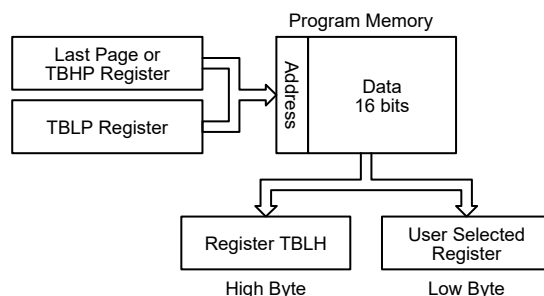 Program Memory
Last Page or
TBHP Register
TBLP Register
Address
Data
16 bits
Register TBLH
User Selected
Register
High Byte
Low Byte